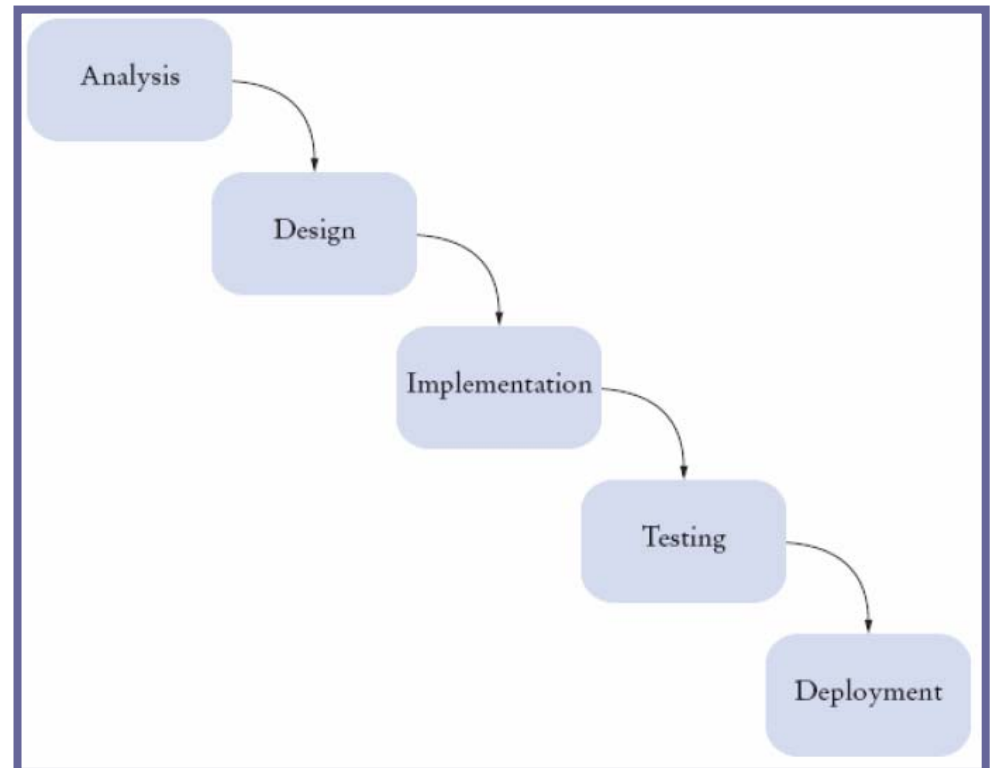 Analysis
Design
Implementation
Testing
Deployment